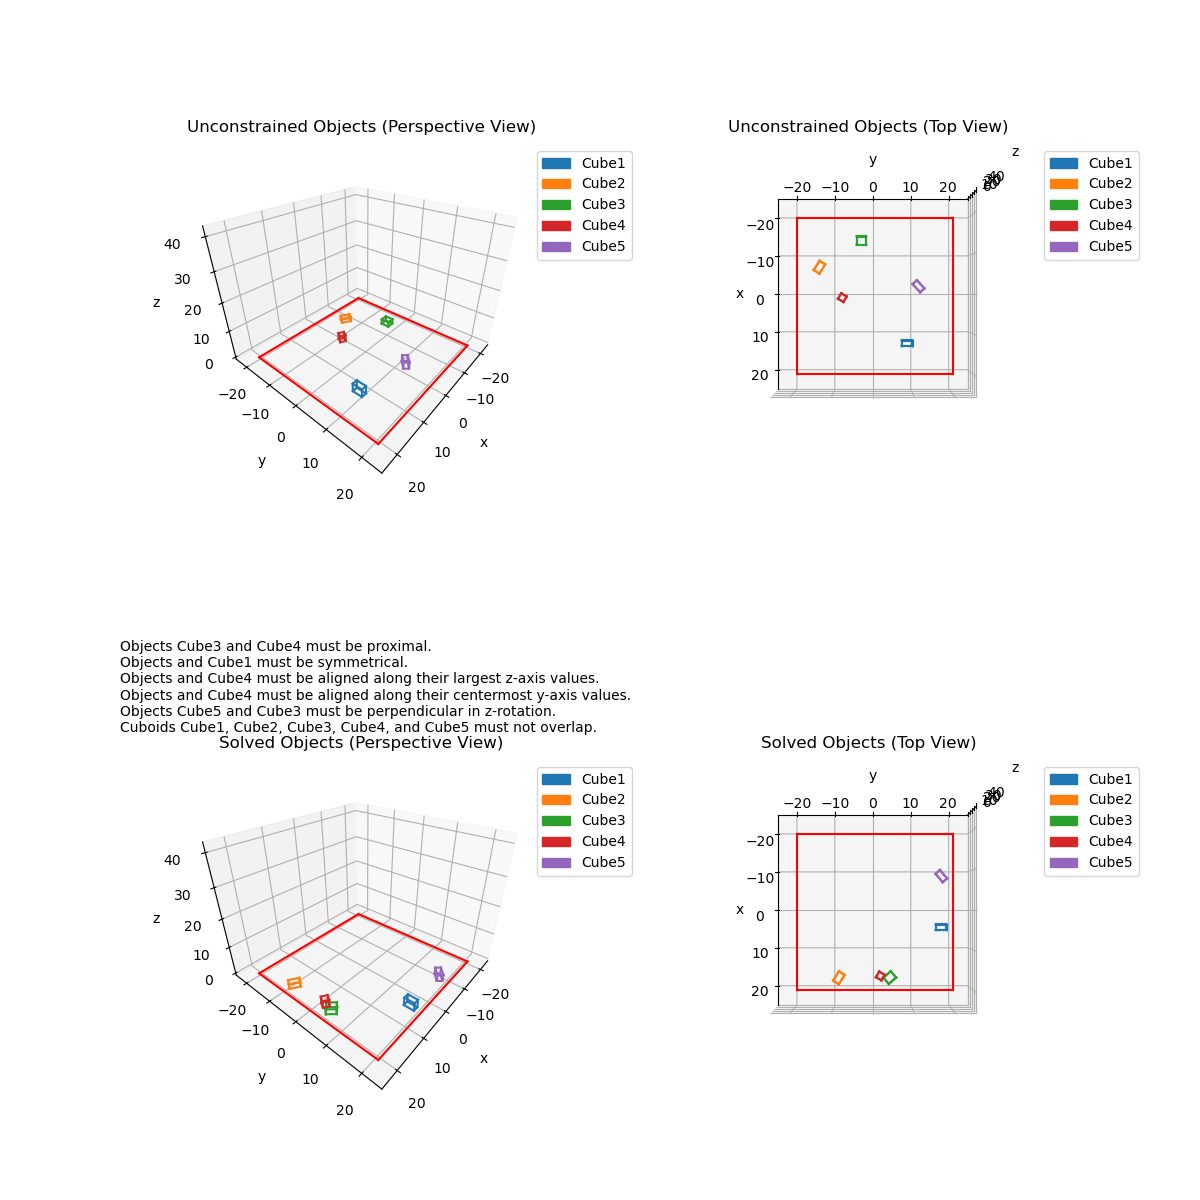 Unconstrained Objects (Perspective View)
Unconstrained Objects (Top View)
Cube1
Cube2
Cube3
Cube4
Cube5
40
30
z
20
10
0
−20
−10
0
y
10
20
−20
−10
0
x
10
20
y
z
−20 −10 0 10 20
−20
−10
x 0
10
20
Cube1
Cube2
Cube3
Cube4
Cube5
Objects Cube3 and Cube4 must be proximal.
Objects and Cube1 must be symmetrical.
Objects and Cube4 must be aligned along their largest z-axis values.
Objects and Cube4 must be aligned along their centermost y-axis values.
Objects Cube5 and Cube3 must be perpendicular in z-rotation.
Cuboids Cube1, Cube2, Cube3, Cube4, and Cube5 must not overlap.
Solved Objects (Perspective View)
Solved Objects (Top View)
Cube1
Cube2
Cube3
Cube4
Cube5
40
30
z
20
10
0
−20
−10
0
y
10
20
−20
−10
0
x
10
20
y
z
−20 −10 0 10 20
−20
−10
x 0
10
20
Cube1
Cube2
Cube3
Cube4
Cube5